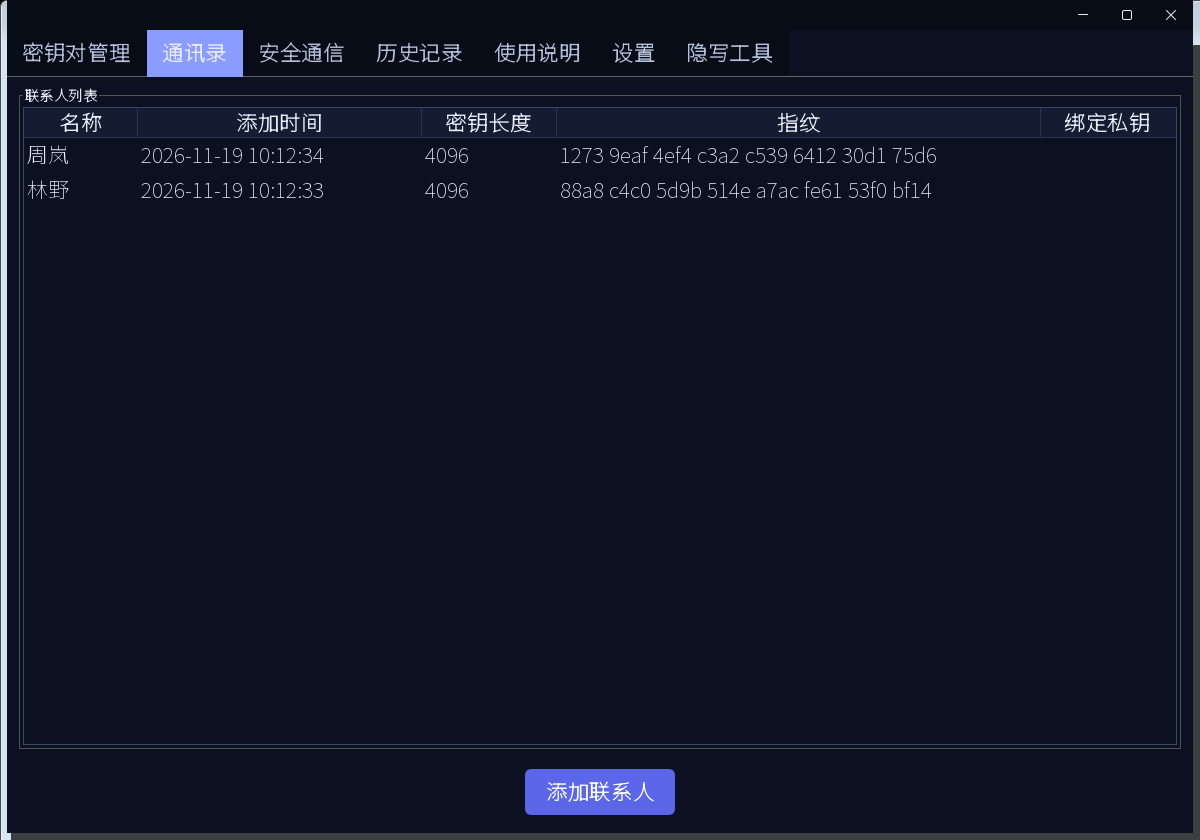 密钥对管理 通讯录 安全通信 历史记录 使用说明 设置 隐写工具
联系人列表
名称 添加时间 密钥长度 指纹 绑定私钥
周岚 2026-11-19 10:12:34 4096 1273 9eaf 4ef4 c3a2 c539 6412 30d1 75d6
林野 2026-11-19 10:12:33 4096 88a8 c4c0 5d9b 514e a7ac fe61 53f0 bf14
添加联系人